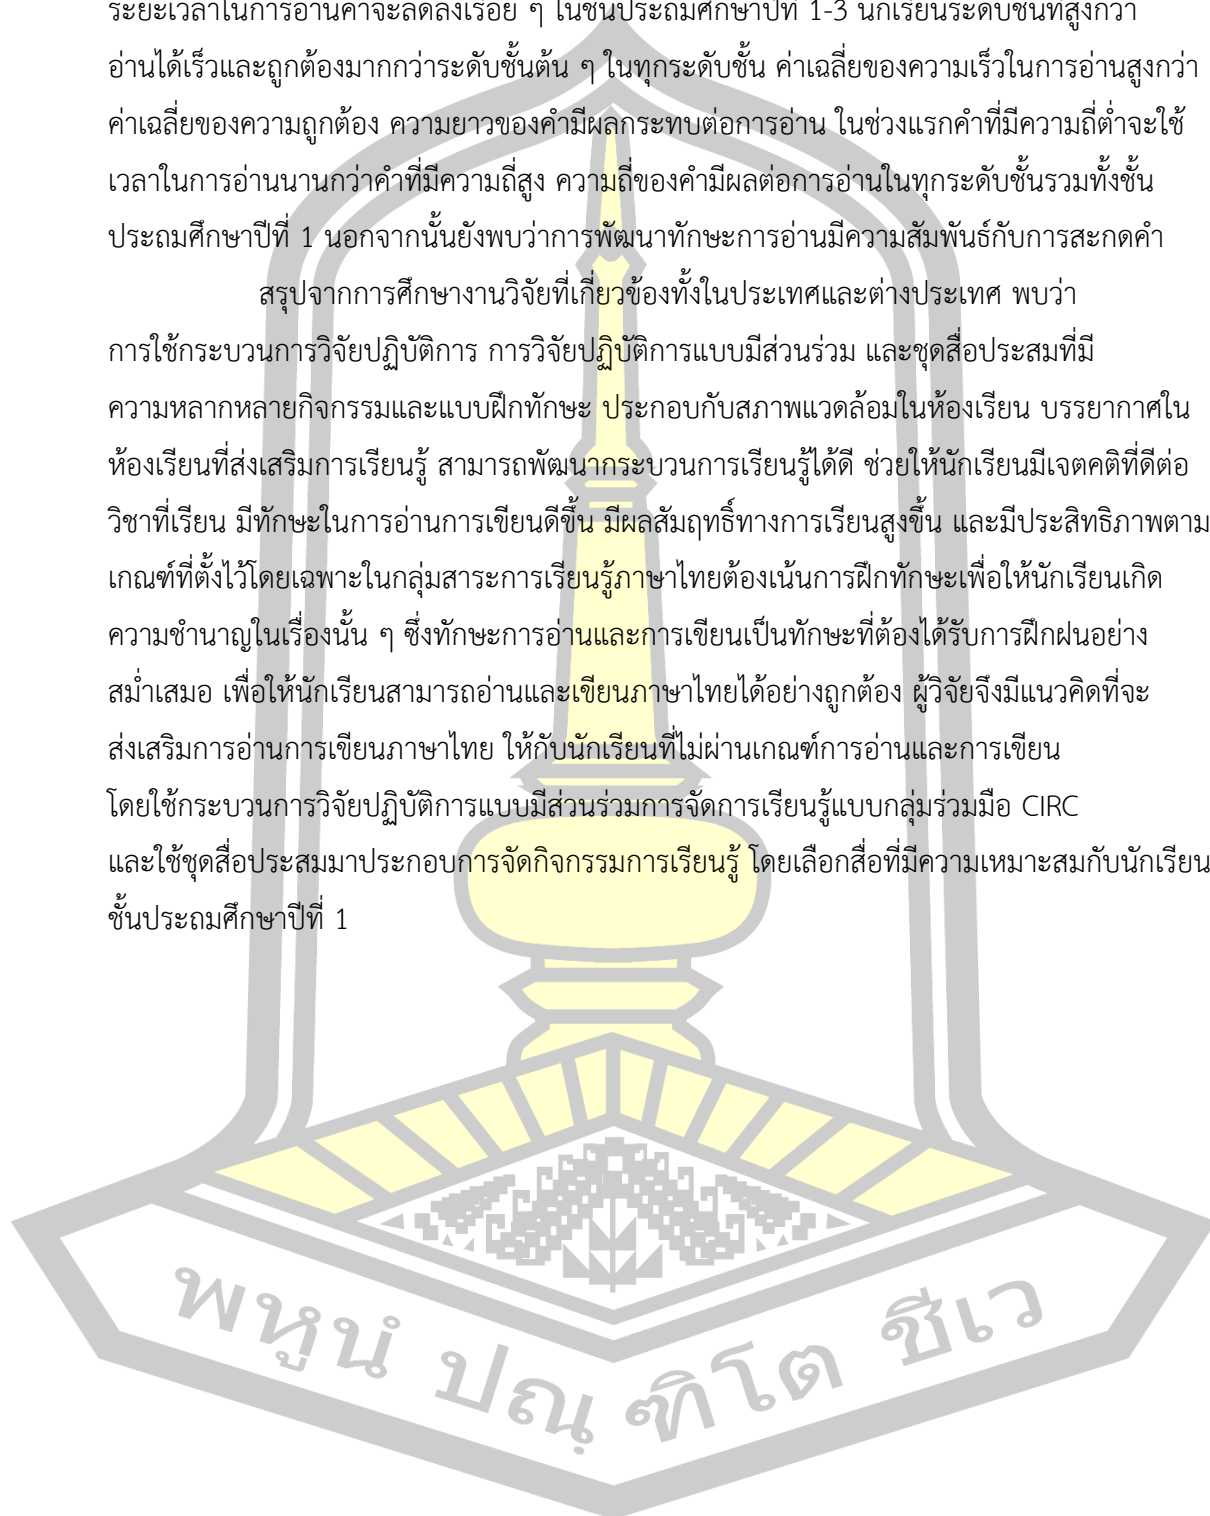 ระยะเวลาในการอ่านคำจะลดลงเรื่อย ๆ ในชั้นประถมศึกษาปีที่ 1-3 นักเรียนระดับชั้นที่สูงกว่า
อ่านได้เร็วและถูกต้องมากกว่าระดับชั้นต้น ๆ ในทุกระดับชั้น ค่าเฉลี่ยของความเร็วในการอ่านสูงกว่า
ค่าเฉลี่ยของความถูกต้อง ความยาวของคำมีผลกระทบต่อการอ่าน ในช่วงแรกคำที่มีความถี่ต่ำจะใช้
เวลาในการอ่านนานกว่าคำที่มีความถี่สูง ความถี่ของคำมีผลต่อการอ่านในทุกระดับชั้นรวมทั้งชั้น
ประถมศึกษาปีที่ 1 นอกจากนั้นยังพบว่าการพัฒนาทักษะการอ่านมีความสัมพันธ์กับการสะกดคำ
สรุปจากการศึกษางานวิจัยที่เกี่ยวข้องทั้งในประเทศและต่างประเทศ พบว่า
การใช้กระบวนการวิจัยปฏิบัติการ การวิจัยปฏิบัติการแบบมีส่วนร่วม และชุดสื่อประสมที่มี
ความหลากหลายกิจกรรมและแบบฝึกทักษะ ประกอบกับสภาพแวดล้อมในห้องเรียน บรรยากาศใน
ห้องเรียนที่ส่งเสริมการเรียนรู้ สามารถพัฒนากระบวนการเรียนรู้ได้ดี ช่วยให้นักเรียนมีเจตคติที่ดีต่อ
วิชาที่เรียน มีทักษะในการอ่านการเขียนดีขึ้น มีผลสัมฤทธิ์ทางการเรียนสูงขึ้น และมีประสิทธิภาพตาม
เกณฑ์ที่ตั้งไว้โดยเฉพาะในกลุ่มสาระการเรียนรู้ภาษาไทยต้องเน้นการฝึกทักษะเพื่อให้นักเรียนเกิด
ความชำนาญในเรื่องนั้น ๆ ซึ่งทักษะการอ่านและการเขียนเป็นทักษะที่ต้องได้รับการฝึกฝนอย่าง
สม่ำเสมอ เพื่อให้นักเรียนสามารถอ่านและเขียนภาษาไทยได้อย่างถูกต้อง ผู้วิจัยจึงมีแนวคิดที่จะ
ส่งเสริมการอ่านการเขียนภาษาไทย ให้กับนักเรียนที่ไม่ผ่านเกณฑ์การอ่านและการเขียน
โดยใช้กระบวนการวิจัยปฏิบัติการแบบมีส่วนร่วมการจัดการเรียนรู้แบบกลุ่มร่วมมือ CIRC
และใช้ชุดสื่อประสมมาประกอบการจัดกิจกรรมการเรียนรู้ โดยเลือกสื่อที่มีความเหมาะสมกับนักเรียน
ชั้นประถมศึกษาปีที่ 1
พหูนํ ปณฺฑิโต ชีเว